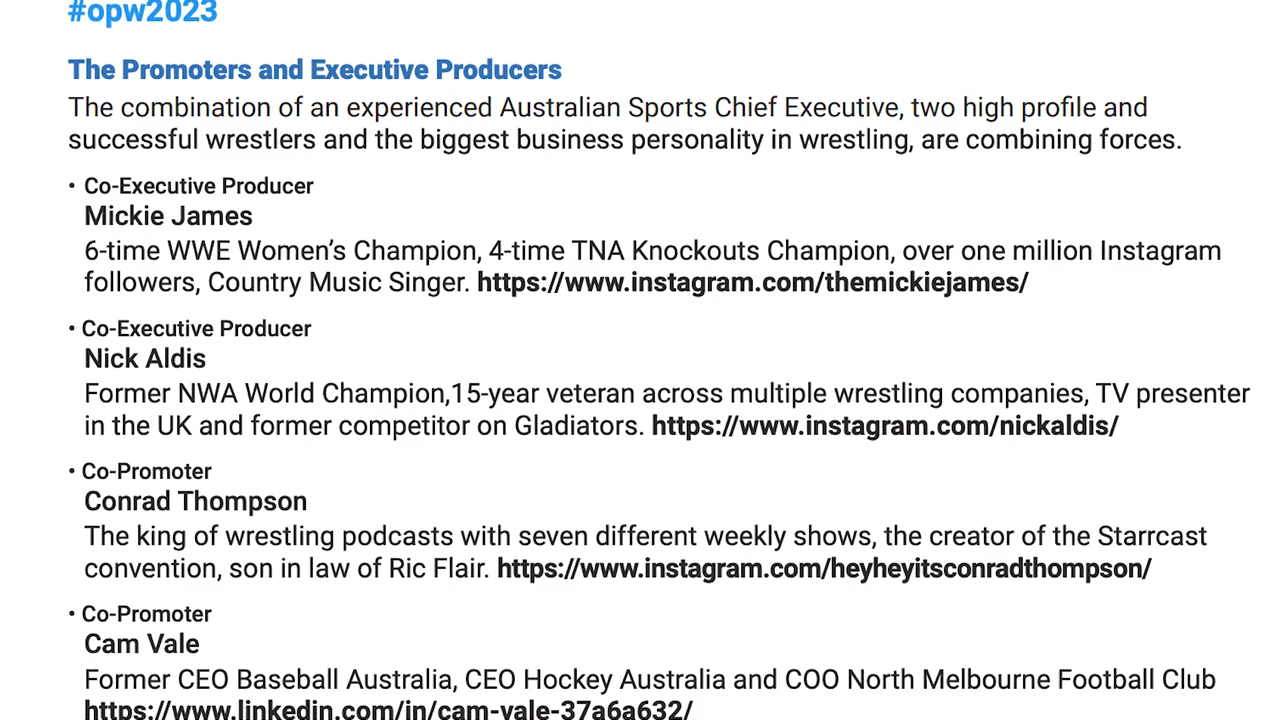 #opw2023
The Promoters and Executive Producers
The combination of an experienced Australian Sports Chief Executive, two high profile and
successful wrestlers and the biggest business personality in wrestling, are combining forces.
• Co-Executive Producer
Mickie James
6-time WWE Women’s Champion, 4-time TNA Knockouts Champion, over one million Instagram
followers, Country Music Singer. https://www.instagram.com/themickiejames/
• Co-Executive Producer
Nick Aldis
Former NWA World Champion,15-year veteran across multiple wrestling companies, TV presenter
in the UK and former competitor on Gladiators. https://www.instagram.com/nickaldis/
• Co-Promoter
Conrad Thompson
The king of wrestling podcasts with seven different weekly shows, the creator of the Starrcast
convention, son in law of Ric Flair. https://www.instagram.com/heyheyitsconradthompson/
• Co-Promoter
Cam Vale
Former CEO Baseball Australia, CEO Hockey Australia and COO North Melbourne Football Club
https://www.linkedin.com/in/cam-vale-37a6a632/